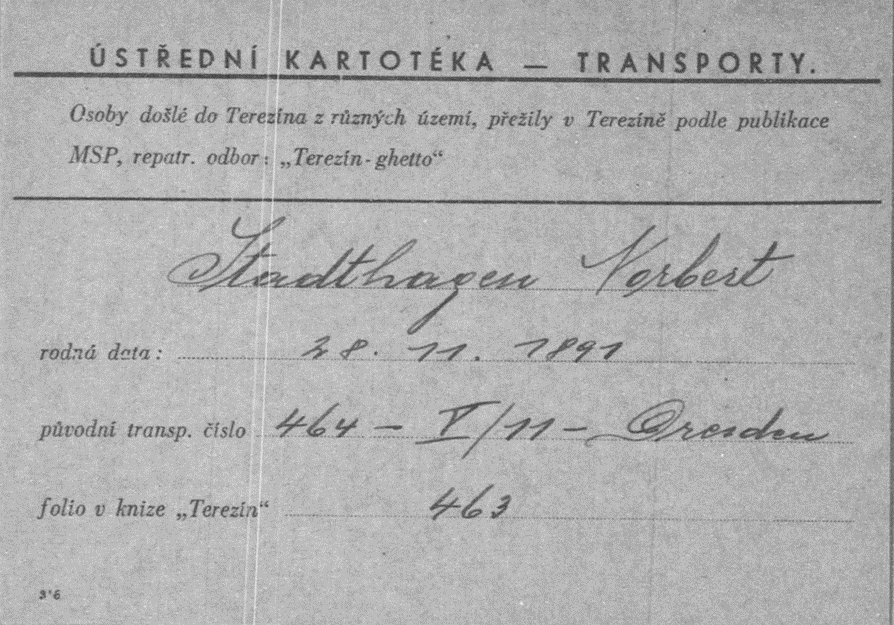 ÚSTŘEDNÍ KARTOTÉKA — TRANSPORTY.
Osoby došlé do Terezína z různých území, přežily v Terezíně podle publikace
MSP, repatr. odbor: „Terezín-ghetto“
Stadthagen Norbert
rodná data: 28. 11. 1891
původní transp. číslo 464 – V/11 – Dresden
folio v knize „Terezín“ 463
3*6